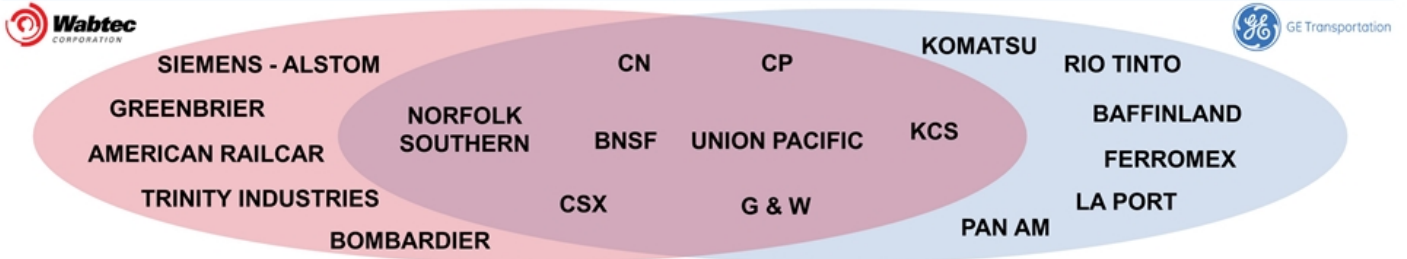 Wabtec
CORPORATION
GE Transportation
SIEMENS - ALSTOM
GREENBRIER
AMERICAN RAILCAR
TRINITY INDUSTRIES
BOMBARDIER
CN
CP
NORFOLK
SOUTHERN
BNSF
UNION PACIFIC
KCS
CSX
G & W
KOMATSU
RIO TINTO
BAFFINLAND
FERROMEX
LA PORT
PAN AM